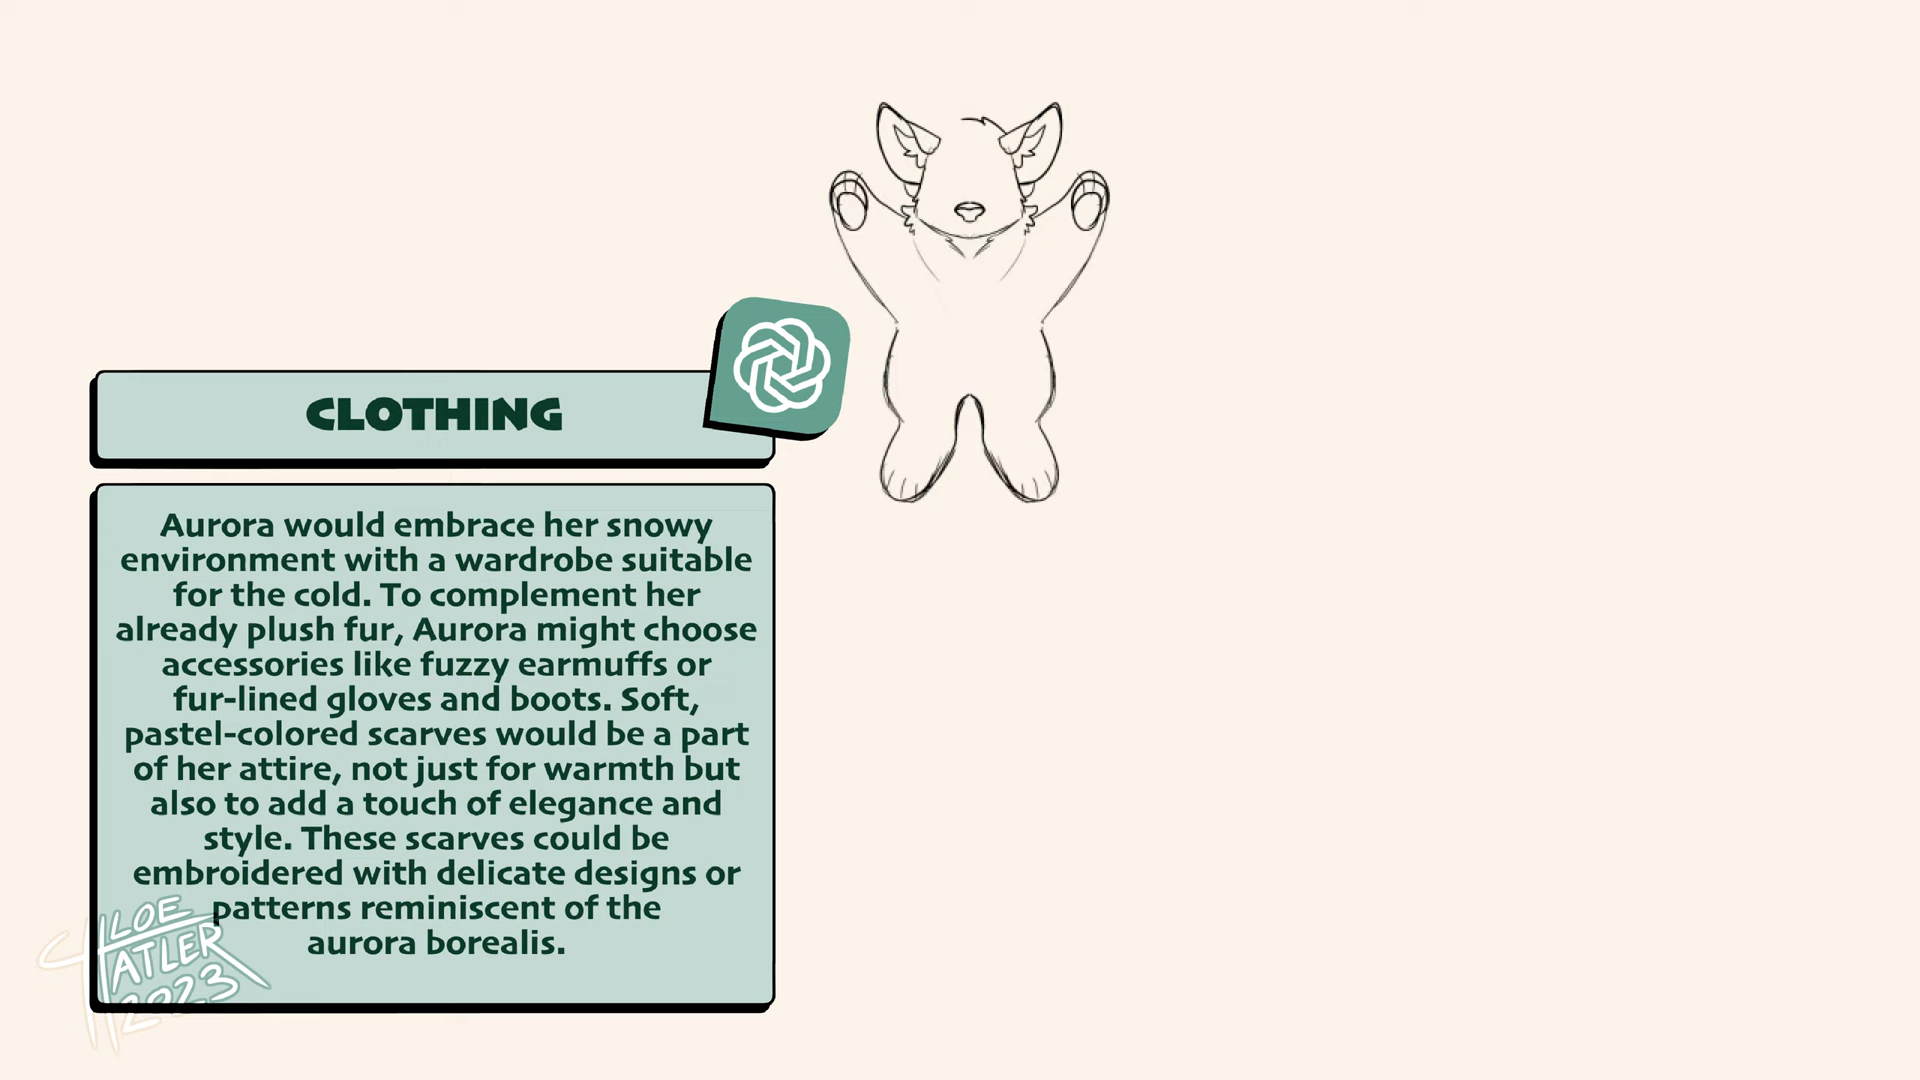 CLOTHING
Aurora would embrace her snowy
environment with a wardrobe suitable
for the cold. To complement her
already plush fur, Aurora might choose
accessories like fuzzy earmuffs or
fur-lined gloves and boots. Soft,
pastel-colored scarves would be a part
of her attire, not just for warmth but
also to add a touch of elegance and
style. These scarves could be
embroidered with delicate designs or
patterns reminiscent of the
aurora borealis.
CHLOE
HATLER
2023